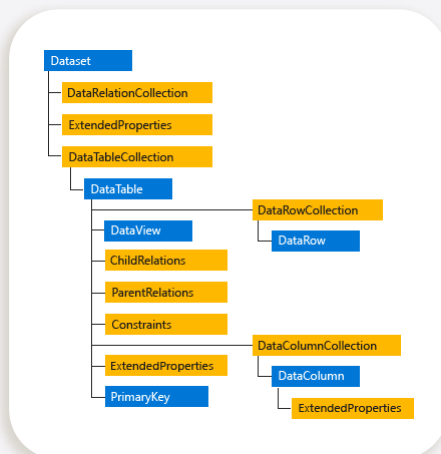 Dataset
DataRelationCollection
ExtendedProperties
DataTableCollection
DataTable
DataRowCollection
DataView
DataRow
ChildRelations
ParentRelations
Constraints
DataColumnCollection
ExtendedProperties
DataColumn
PrimaryKey
ExtendedProperties